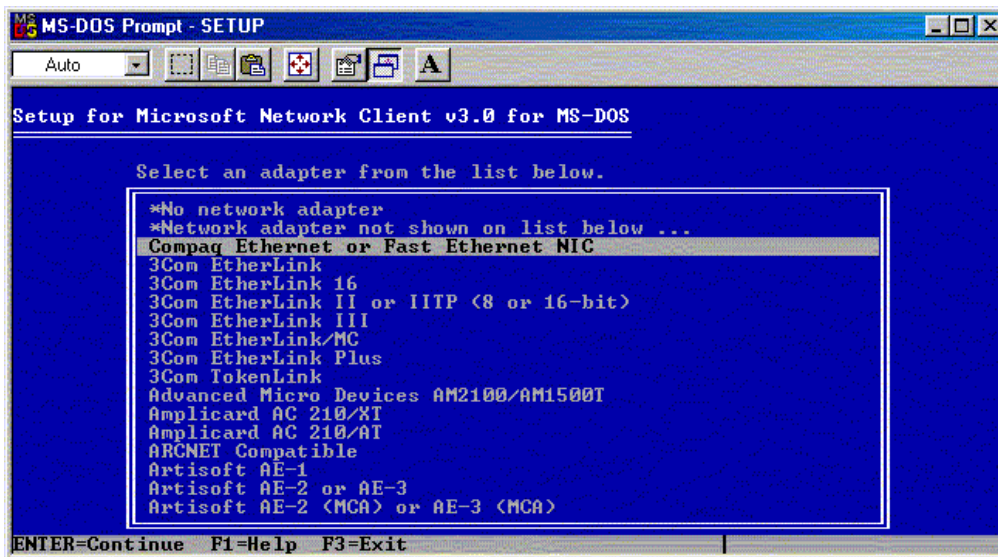 MS-DOS Prompt - SETUP
Auto
A
Setup for Microsoft Network Client v3.0 for MS-DOS
Select an adapter from the list below.
*No network adapter
*Network adapter not shown on list below ...
Compaq Ethernet or Fast Ethernet NIC
3Com EtherLink
3Com EtherLink 16
3Com EtherLink II or IITP (8 or 16-bit)
3Com EtherLink III
3Com EtherLink/MC
3Com EtherLink Plus
3Com TokenLink
Advanced Micro Devices AM2100/AM1500T
Amplicard AC 210/XT
Amplicard AC 210/AT
ARCNET Compatible
Artisoft AE-1
Artisoft AE-2 or AE-3
Artisoft AE-2 (MCA) or AE-3 (MCA)
ENTER=Continue F1=Help F3=Exit